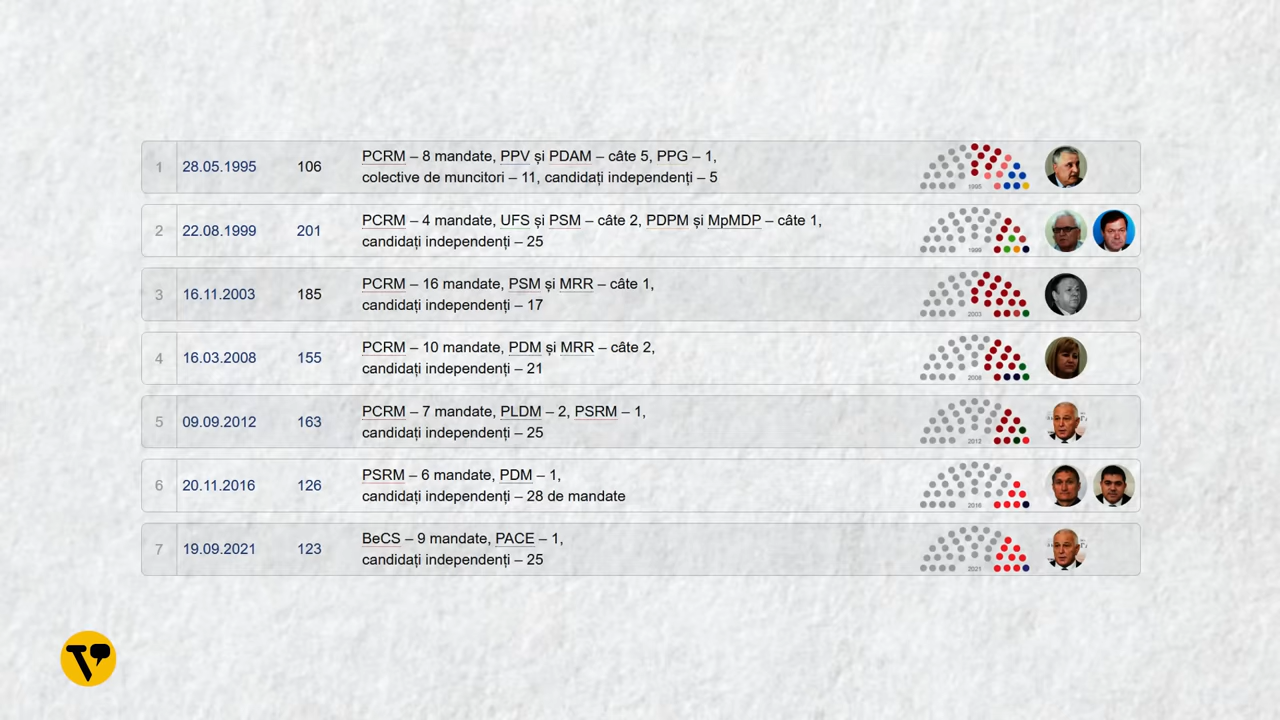 1 28.05.1995 106 PCRM – 8 mandate, PPV și PDAM – câte 5, PPG – 1,
colective de muncitori – 11, candidați independenți – 5
1995
2 22.08.1999 201 PCRM – 4 mandate, UFS și PSM – câte 2, PDPM și MpMDP – câte 1,
candidați independenți – 25
1999
3 16.11.2003 185 PCRM – 16 mandate, PSM și MRR – câte 1,
candidați independenți – 17
2003
4 16.03.2008 155 PCRM – 10 mandate, PDM și MRR – câte 2,
candidați independenți – 21
2008
5 09.09.2012 163 PCRM – 7 mandate, PLDM – 2, PSRM – 1,
candidați independenți – 25
2012
6 20.11.2016 126 PSRM – 6 mandate, PDM – 1,
candidați independenți – 28 de mandate
2016
7 19.09.2021 123 BeCS – 9 mandate, PACE – 1,
candidați independenți – 25
2021